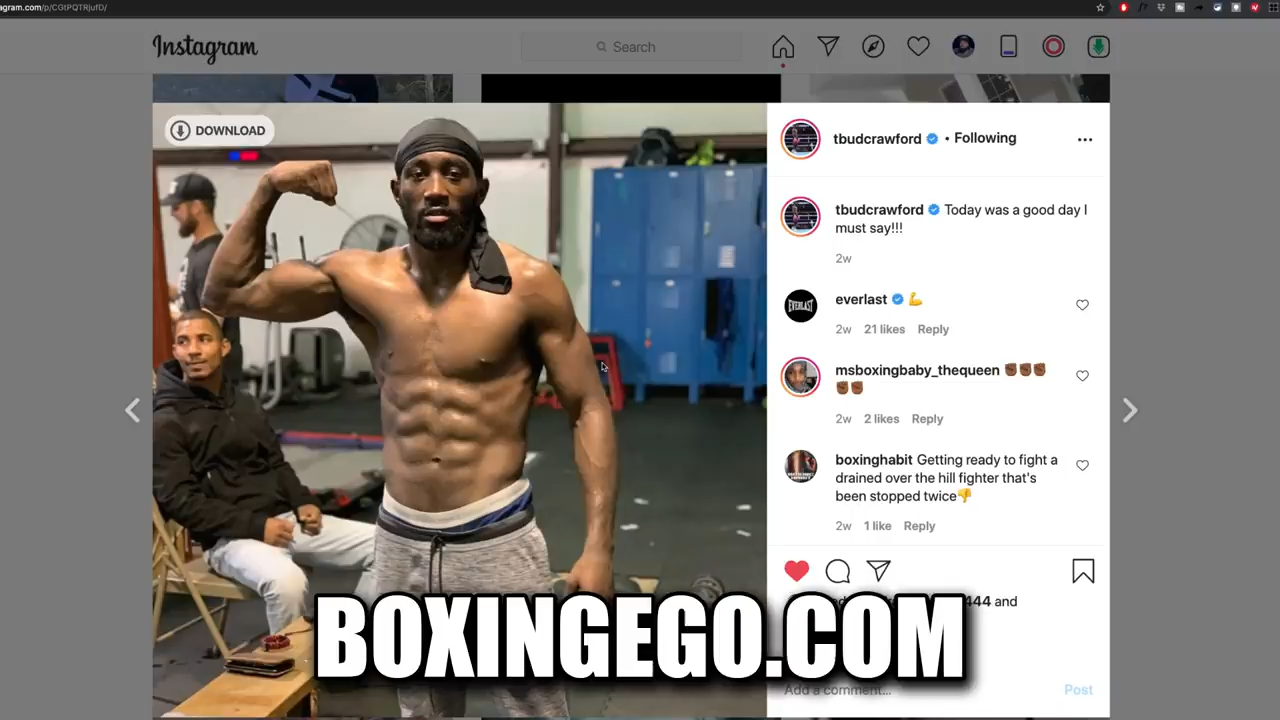 agram.com/p/CGtPQTRjufD/
Instagram
Search
DOWNLOAD
tbudcrawford • Following
tbudcrawford Today was a good day I
must say!!!
2w
EVERLAST
everlast 💪
2w 21 likes Reply
msboxingbaby_thequeen ✊🏾✊🏾✊🏾
✊🏾✊🏾
2w 2 likes Reply
boxinghabit Getting ready to fight a
drained over the hill fighter that's
been stopped twice👎
2w 1 like Reply
444 and
BOXINGEGO.COM
Add a comment...
Post